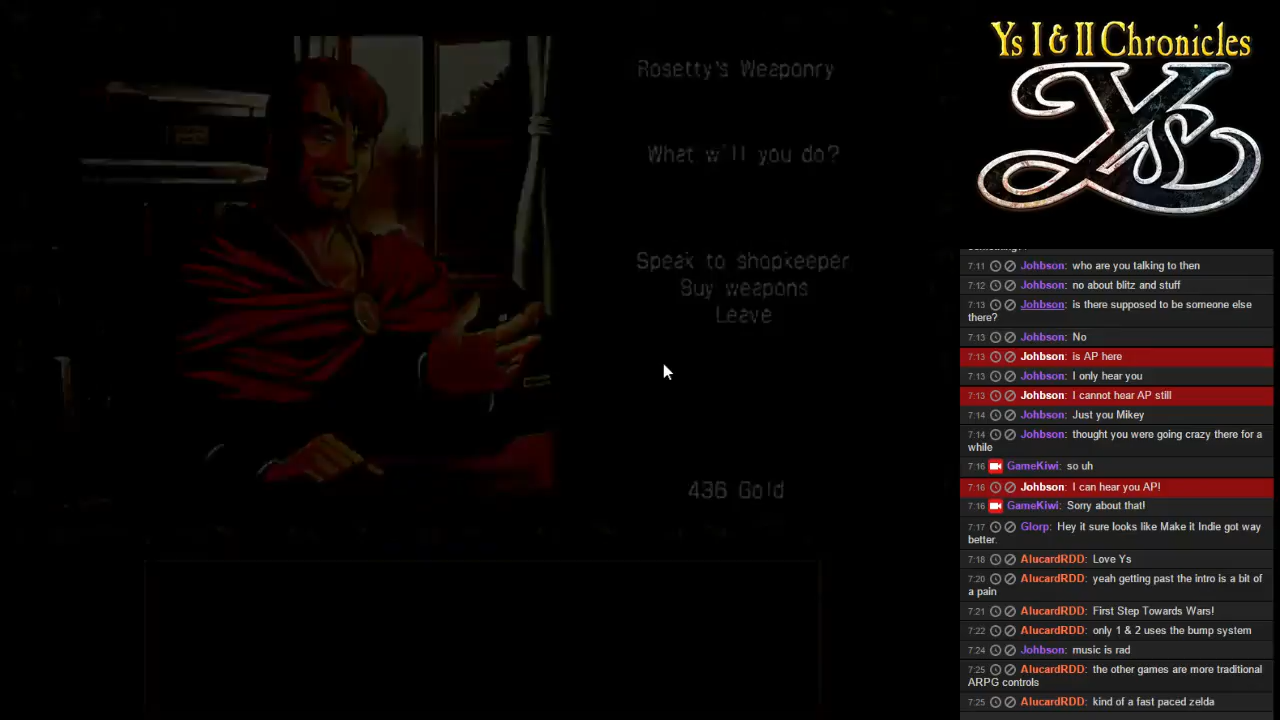 Rosetty's Weaponry
What will you do?
Speak to shopkeeper
Buy weapons
Leave
436 Gold
Ys I & II Chronicles
Ys
7:11 Johbson: who are you talking to then
7:12 Johbson: no about blitz and stuff
7:13 Johbson: is there supposed to be someone else
there?
7:13 Johbson: No
7:13 Johbson: is AP here
7:13 Johbson: I only hear you
7:13 Johbson: I cannot hear AP still
7:14 Johbson: Just you Mikey
7:14 Johbson: thought you were going crazy there for a
while
7:16 GameKiwi: so uh
7:16 Johbson: I can hear you AP!
7:16 GameKiwi: Sorry about that!
7:17 Glorp: Hey it sure looks like Make it Indie got way
better.
7:18 AlucardRDD: Love Ys
7:20 AlucardRDD: yeah getting past the intro is a bit of
a pain
7:21 AlucardRDD: First Step Towards Wars!
7:22 AlucardRDD: only 1 & 2 uses the bump system
7:24 Johbson: music is rad
7:25 AlucardRDD: the other games are more traditional
ARPG controls
7:25 AlucardRDD: kind of a fast paced zelda